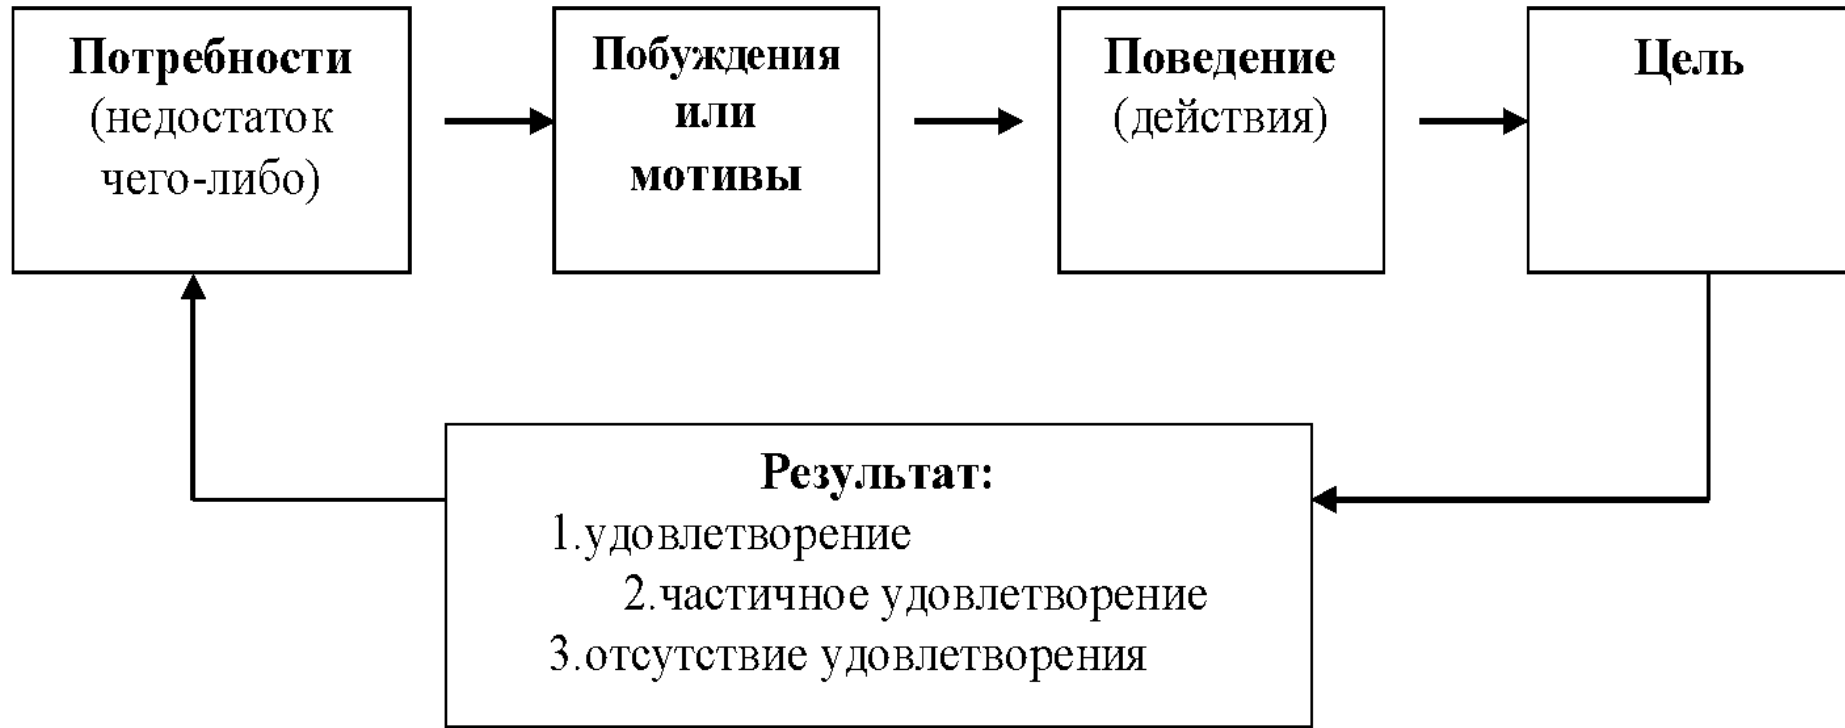 Потребности
(недостаток
чего-либо)
Побуждения
или
мотивы
Поведение
(действия)
Цель
Результат:
1.удовлетворение
2.частичное удовлетворение
3.отсутствие удовлетворения